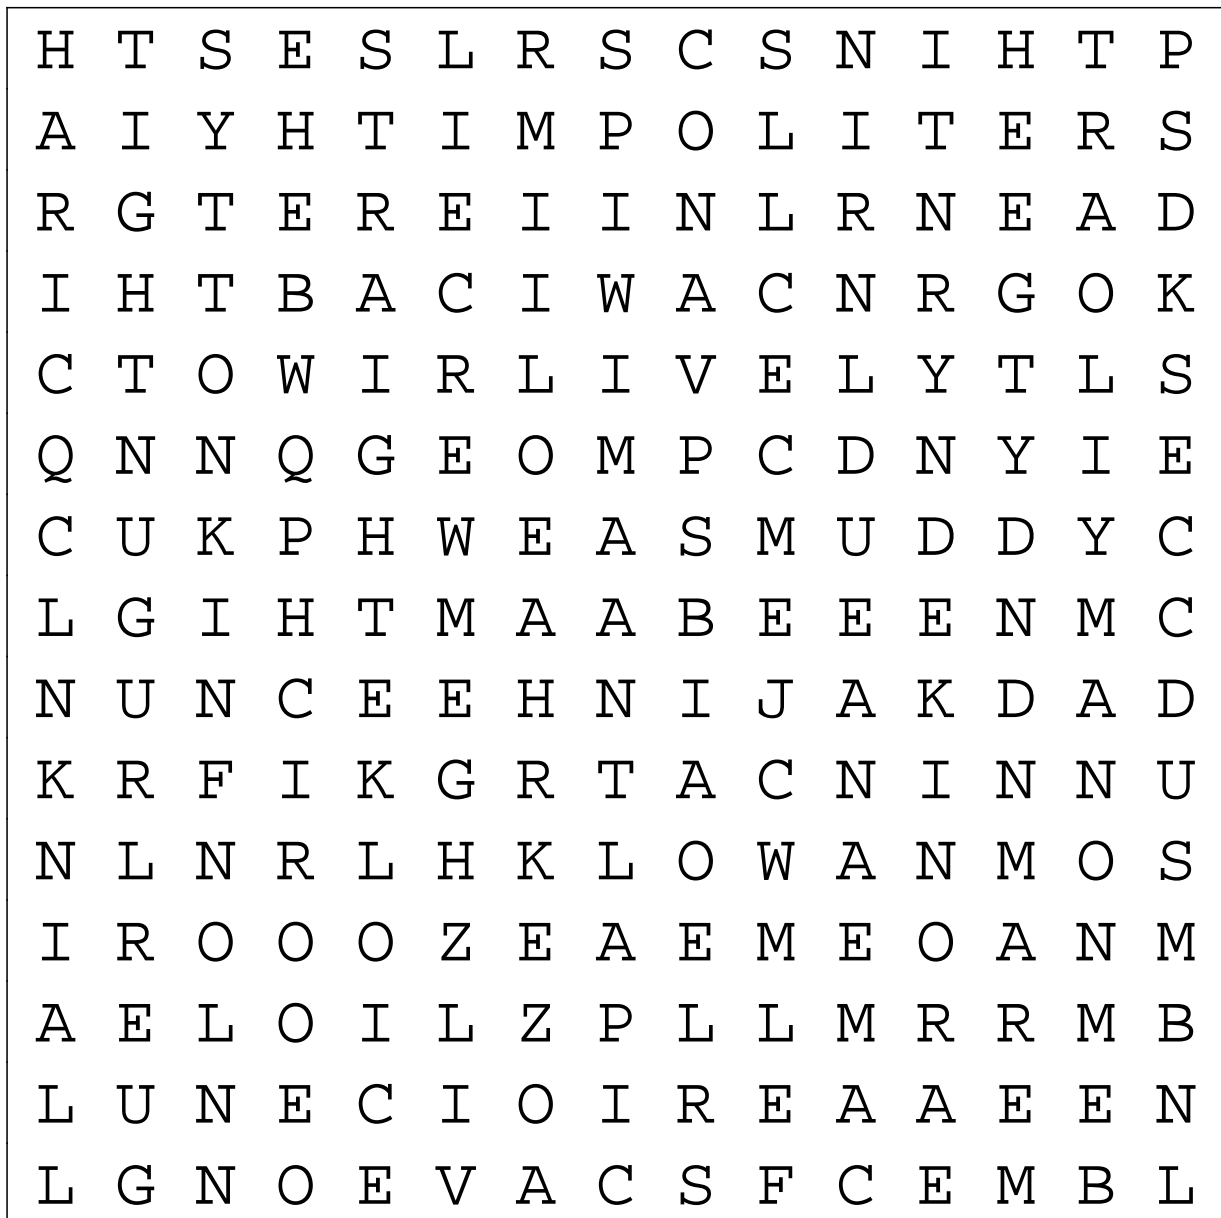 H T S E S L R S C S N I H T P
A I Y H T I M P O L I T E R S
R G T E R E I I N L R N E A D
I H T B A C I W A C N R G O K
C T O W I R L I V E L Y T L S
Q N N Q G E O M P C D N Y I E
C U K P H W E A S M U D D Y C
L G I H T M A A B E E E N M C
N U N C E E H N I J A K D A D
K R F I K G R T A C N I N N U
N L N R L H K L O W A N M O S
I R O O O Z E A E M E O A N M
A E L O I L Z P L L M R R M B
L U N E C I O I R E A A E E N
L G N O E V A C S F C E M B L